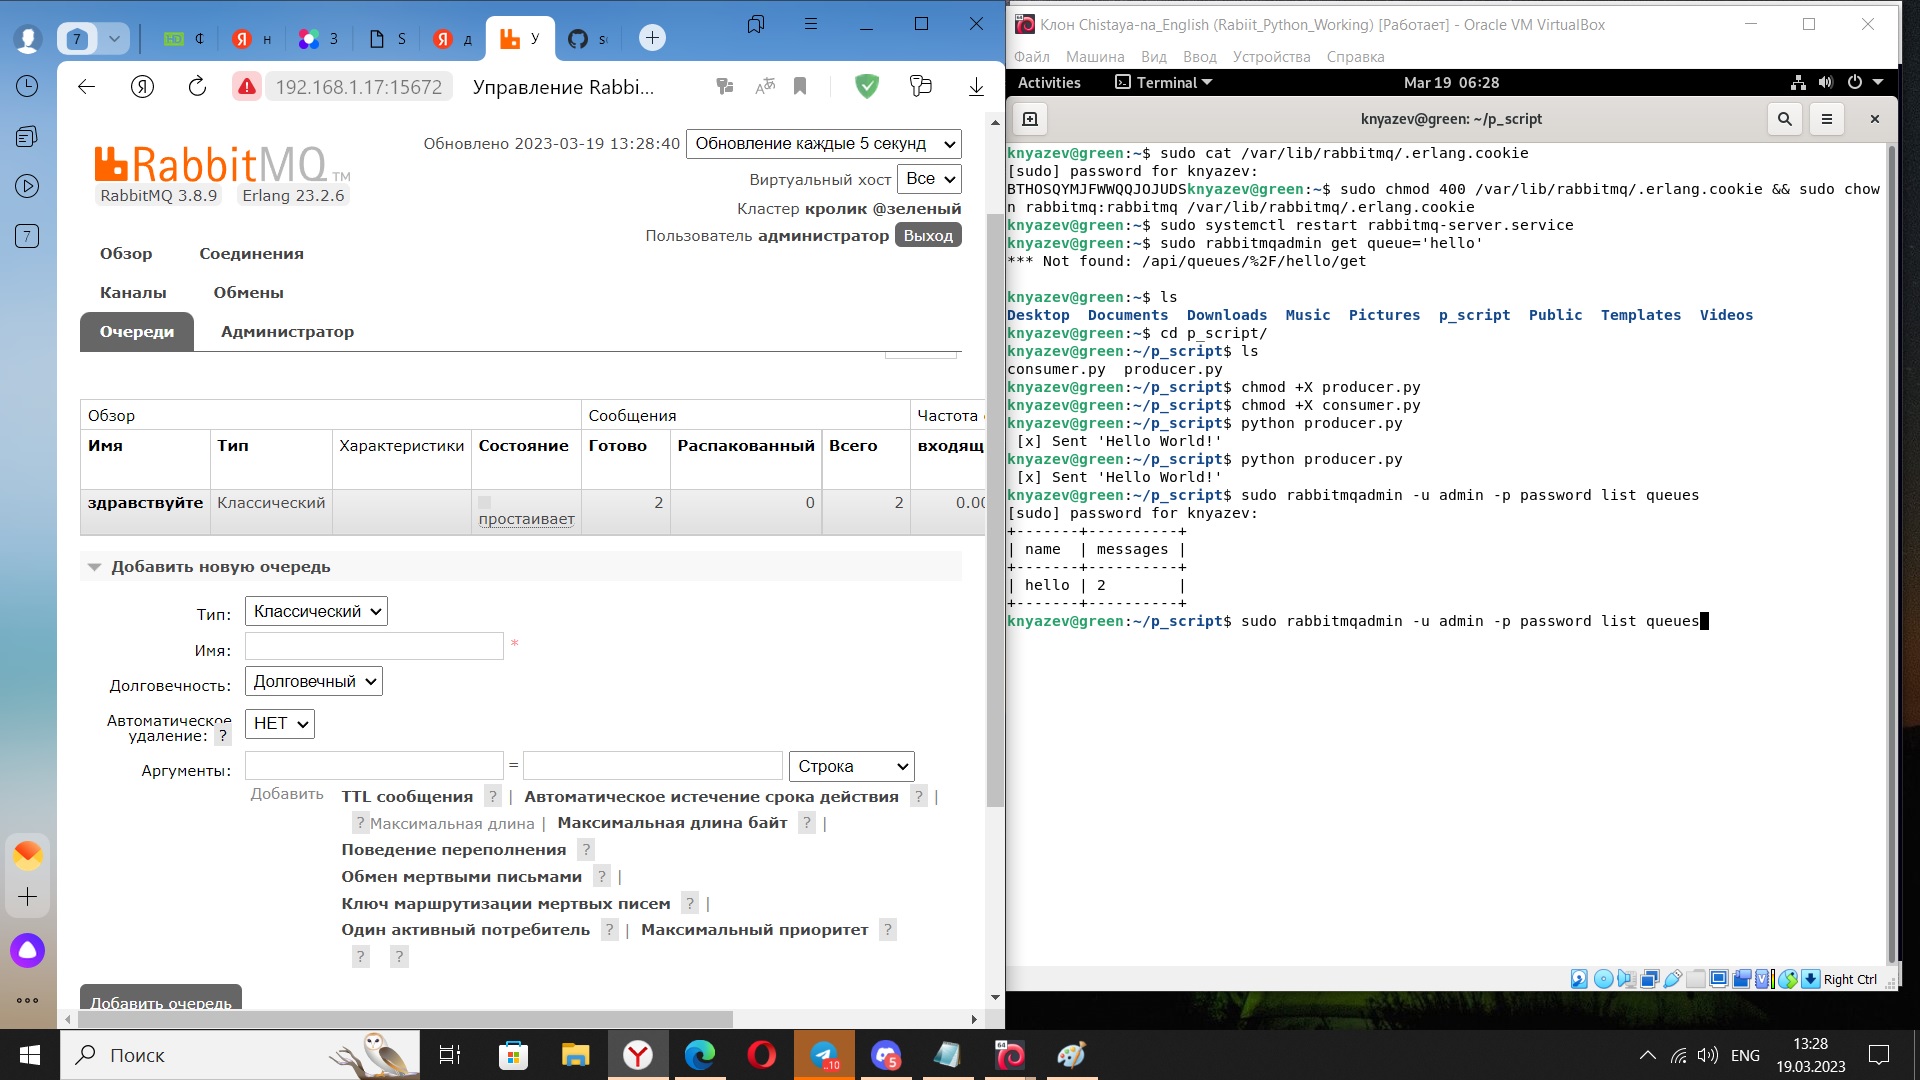 7
HD
¢
Я
н
3
S
Я
д
У
sc
Клон Chistaya-na_English (Rabiit_Python_Working) [Работает] - Oracle VM VirtualBox
Файл Машина Вид Ввод Устройства Справка
Я
192.168.1.17:15672
Управление Rabbi...
Activities
Terminal
Mar 19 06:28
knyazev@green: ~/p_script
7
RabbitMQ TM
RabbitMQ 3.8.9 Erlang 23.2.6
Обновлено 2023-03-19 13:28:40 Обновление каждые 5 секунд
Виртуальный хост Все
Кластер кролик @зеленый
Пользователь администратор Выход
Обзор Соединения
Каналы Обмены
Очереди Администратор
Обзор Сообщения Частота
Имя Тип Характеристики Состояние Готово Распакованный Всего входящ
здравствуйте Классический простаивает 2 0 2 0.00
Добавить новую очередь
Тип: Классический
Имя: *
Долговечность: Долговечный
Автоматическое удаление: ? НЕТ
Аргументы: = Строка
Добавить TTL сообщения ? | Автоматическое истечение срока действия ? |
? Максимальная длина | Максимальная длина байт ? |
Поведение переполнения ?
Обмен мертвыми письмами ? |
Ключ маршрутизации мертвых писем ? |
Один активный потребитель ? | Максимальный приоритет ?
? ?
Добавить очередь
knyazev@green:~$ sudo cat /var/lib/rabbitmq/.erlang.cookie
[sudo] password for knyazev:
BTHOSQYMJFWWQQJOJUDSknyazev@green:~$ sudo chmod 400 /var/lib/rabbitmq/.erlang.cookie && sudo chow
n rabbitmq:rabbitmq /var/lib/rabbitmq/.erlang.cookie
knyazev@green:~$ sudo systemctl restart rabbitmq-server.service
knyazev@green:~$ sudo rabbitmqadmin get queue='hello'
*** Not found: /api/queues/%2F/hello/get
knyazev@green:~$ ls
Desktop Documents Downloads Music Pictures p_script Public Templates Videos
knyazev@green:~$ cd p_script/
knyazev@green:~/p_script$ ls
consumer.py producer.py
knyazev@green:~/p_script$ chmod +X producer.py
knyazev@green:~/p_script$ chmod +X consumer.py
knyazev@green:~/p_script$ python producer.py
[x] Sent 'Hello World!'
knyazev@green:~/p_script$ python producer.py
[x] Sent 'Hello World!'
knyazev@green:~/p_script$ sudo rabbitmqadmin -u admin -p password list queues
[sudo] password for knyazev:
+-------+----------+
| name | messages |
+-------+----------+
| hello | 2 |
+-------+----------+
knyazev@green:~/p_script$ sudo rabbitmqadmin -u admin -p password list queues
Right Ctrl
Поиск
10
5
64
ENG
13:28
19.03.2023